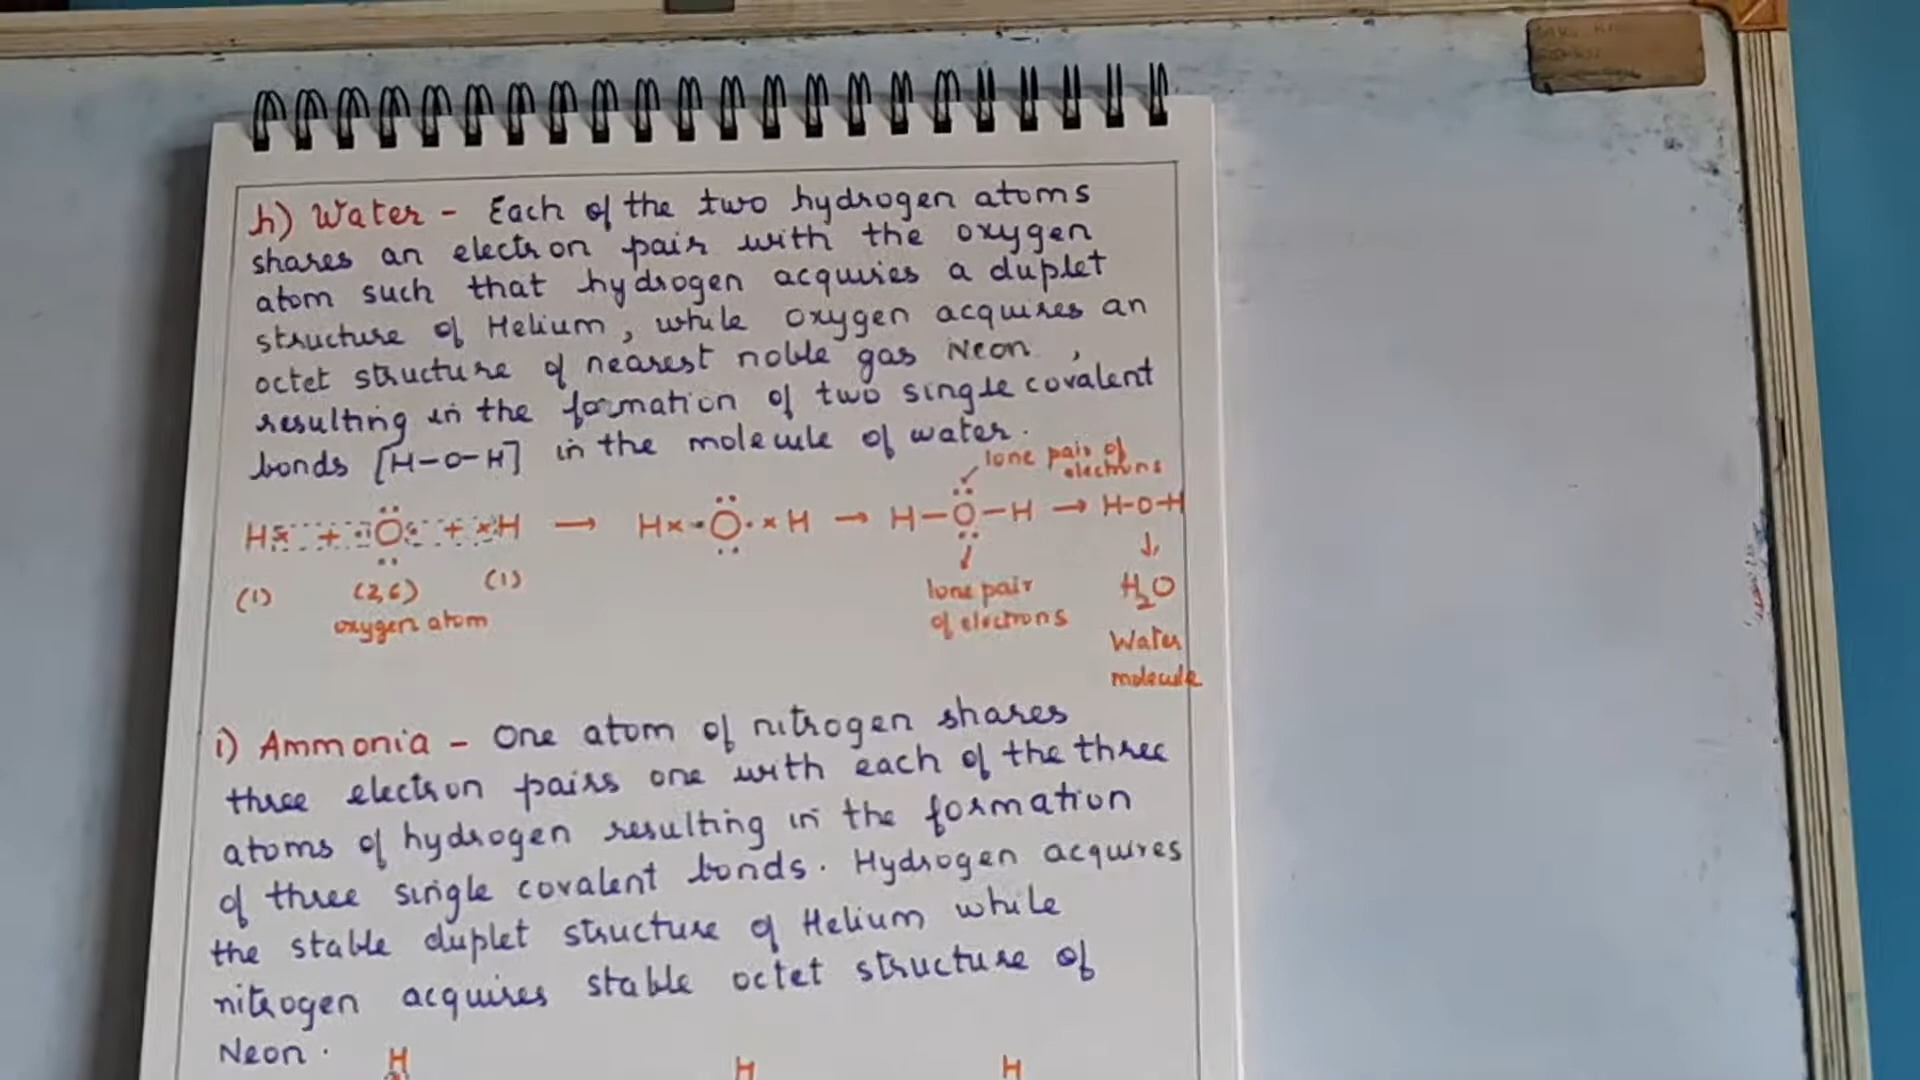 h) Water - Each of the two hydrogen atoms
shares an electron pair with the oxygen
atom such that hydrogen acquries a duplet
structure of Helium, while oxygen acquires an
octet structure of nearest noble gas Neon,
resulting in the formation of two single covalent
bonds [H-O-H] in the molecule of water.
lone pair of
electrons
Hx + O + xH → Hx·O·xH → H-O-H → H-O-H
(1) (2,6) (1)
oxygen atom
lone pair
of electrons
H₂O
Water
molecule
i) Ammonia - One atom of nitrogen shares
three electron pairs one with each of the three
atoms of hydrogen resulting in the formation
of three single covalent bonds. Hydrogen acquires
the stable duplet structure of Helium while
nitrogen acquires stable octet structure of
Neon.
H H H